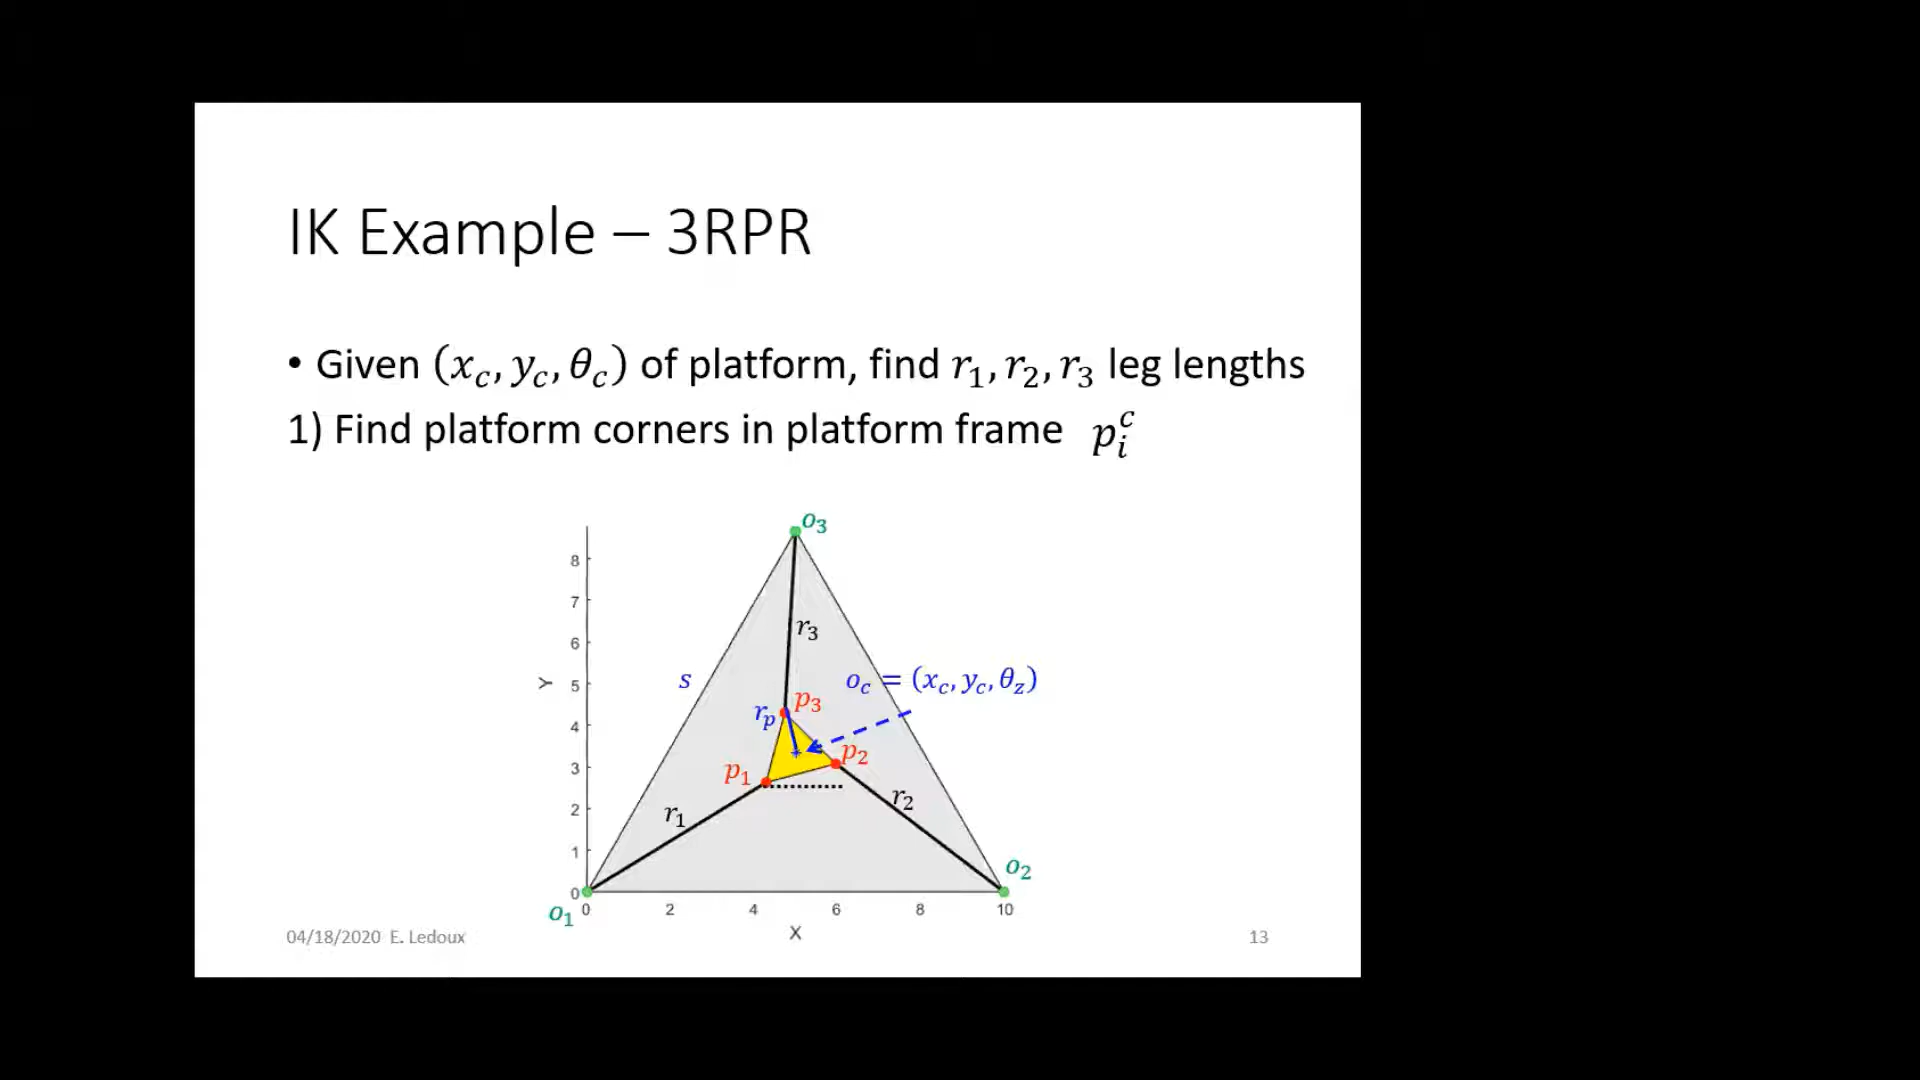 IK Example – 3RPR
• Given (x_c, y_c, θ_c) of platform, find r_1, r_2, r_3 leg lengths
1) Find platform corners in platform frame p_i^c
o_3
8
7
r_3
6
Y
5
s
o_c = (x_c, y_c, θ_z)
p_3
r_p
4
p_2
p_1
3
r_2
r_1
2
1
o_2
0
o_1
0 2 4 6 8 10
X
04/18/2020 E. Ledoux
13